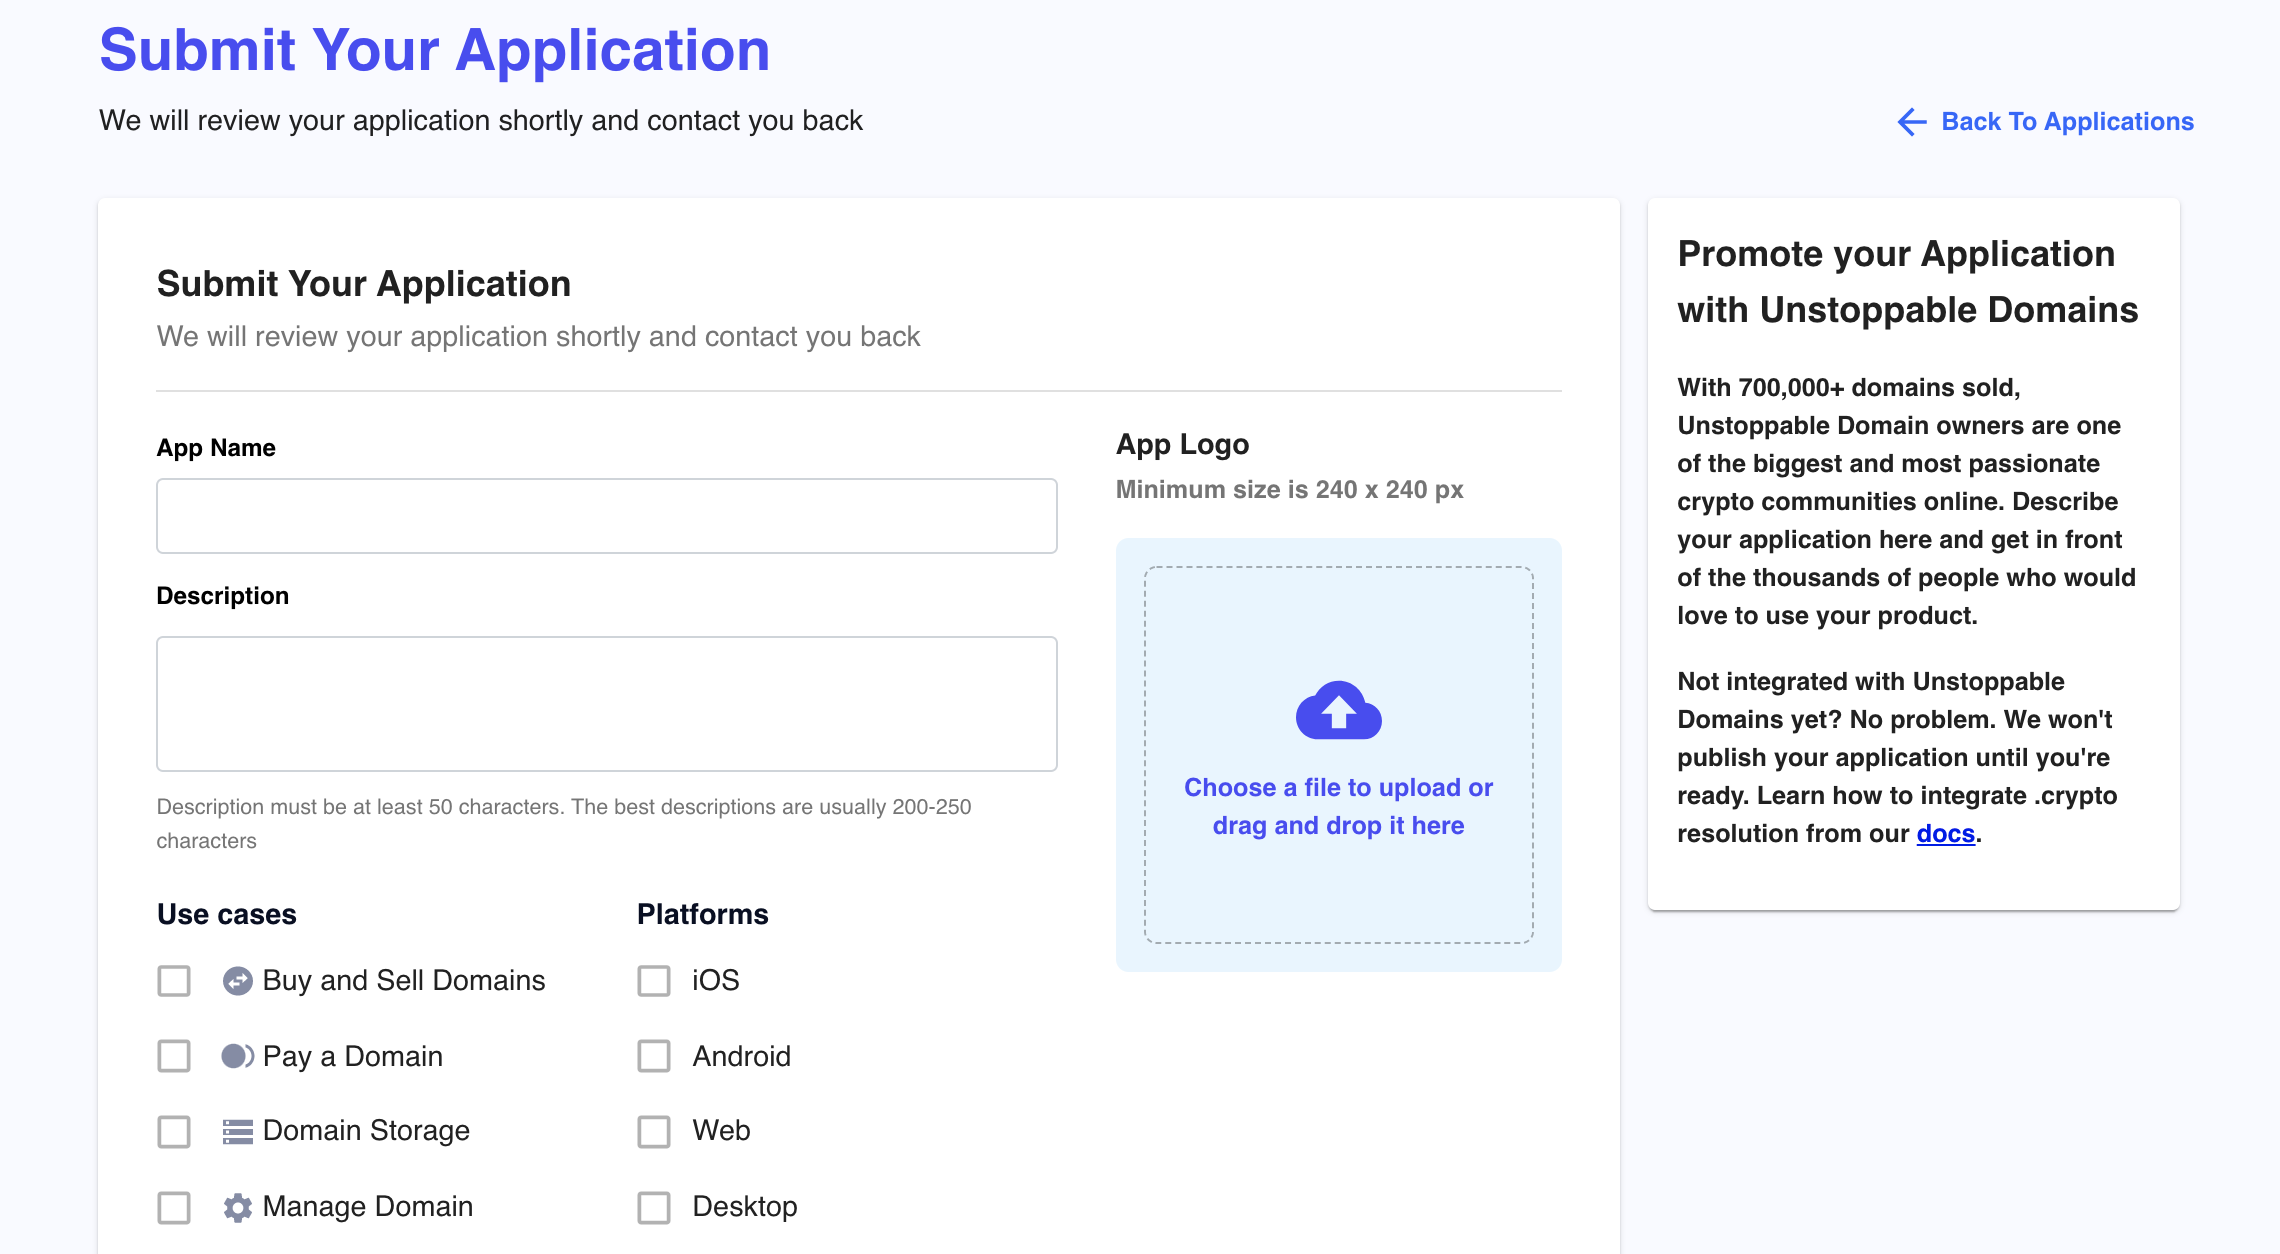 Submit Your Application
We will review your application shortly and contact you back
Back To Applications
Submit Your Application
We will review your application shortly and contact you back
App Name
Description
Description must be at least 50 characters. The best descriptions are usually 200-250
characters
Use cases
Buy and Sell Domains
Pay a Domain
Domain Storage
Manage Domain
Platforms
iOS
Android
Web
Desktop
App Logo
Minimum size is 240 x 240 px
Choose a file to upload or
drag and drop it here
Promote your Application
with Unstoppable Domains
With 700,000+ domains sold,
Unstoppable Domain owners are one
of the biggest and most passionate
crypto communities online. Describe
your application here and get in front
of the thousands of people who would
love to use your product.
Not integrated with Unstoppable
Domains yet? No problem. We won't
publish your application until you're
ready. Learn how to integrate .crypto
resolution from our docs.